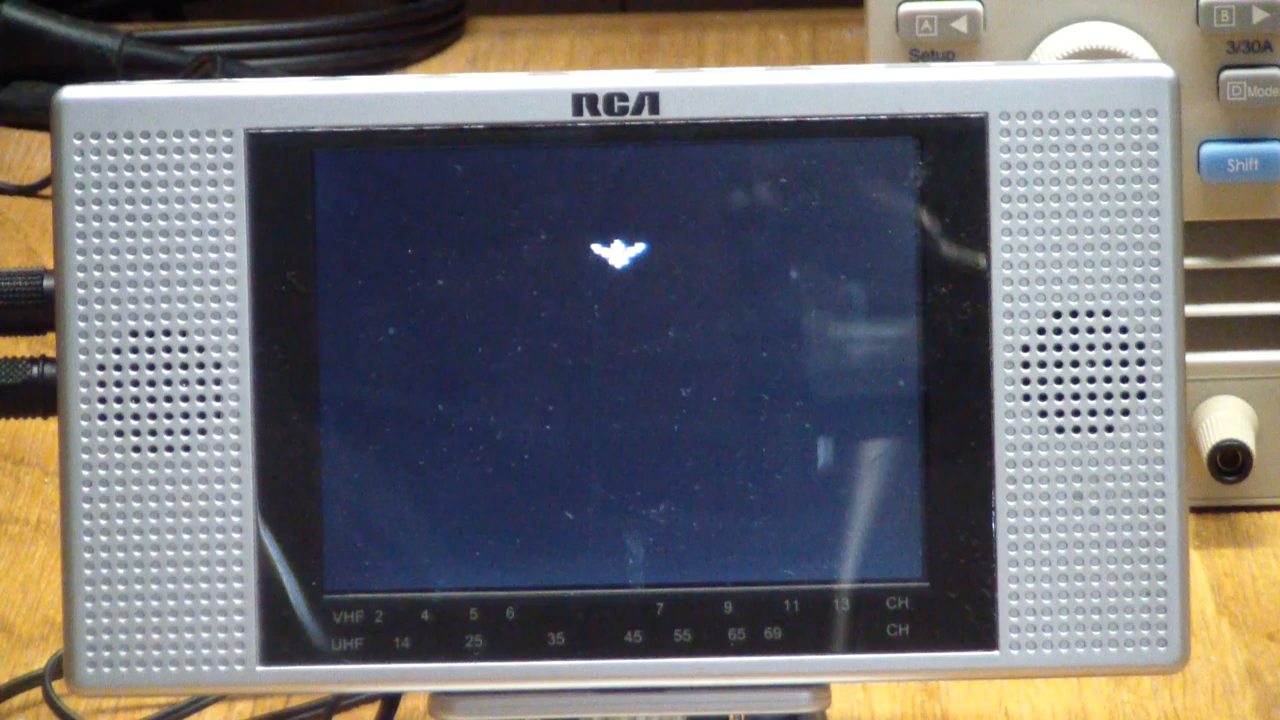 A
B
Setup
3/30A
D Mode
Shift
RCA
VHF 2 4 5 6 7 9 11 13 CH
UHF 14 25 35 45 55 65 69 CH